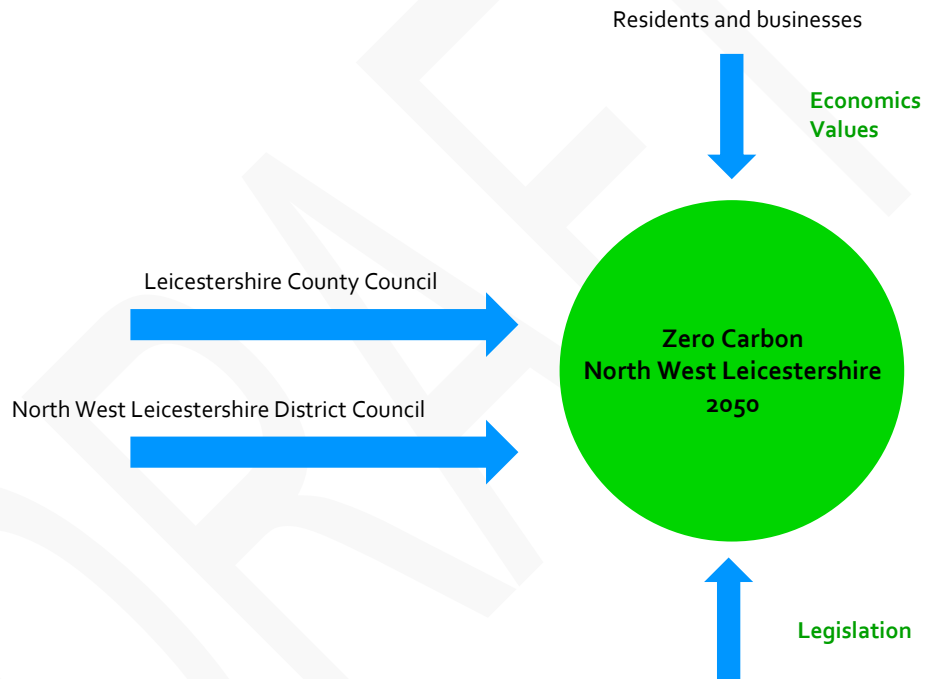 Residents and businesses
Economics
Values
Leicestershire County Council
Zero Carbon
North West Leicestershire
2050
North West Leicestershire District Council
Legislation
DRAFT